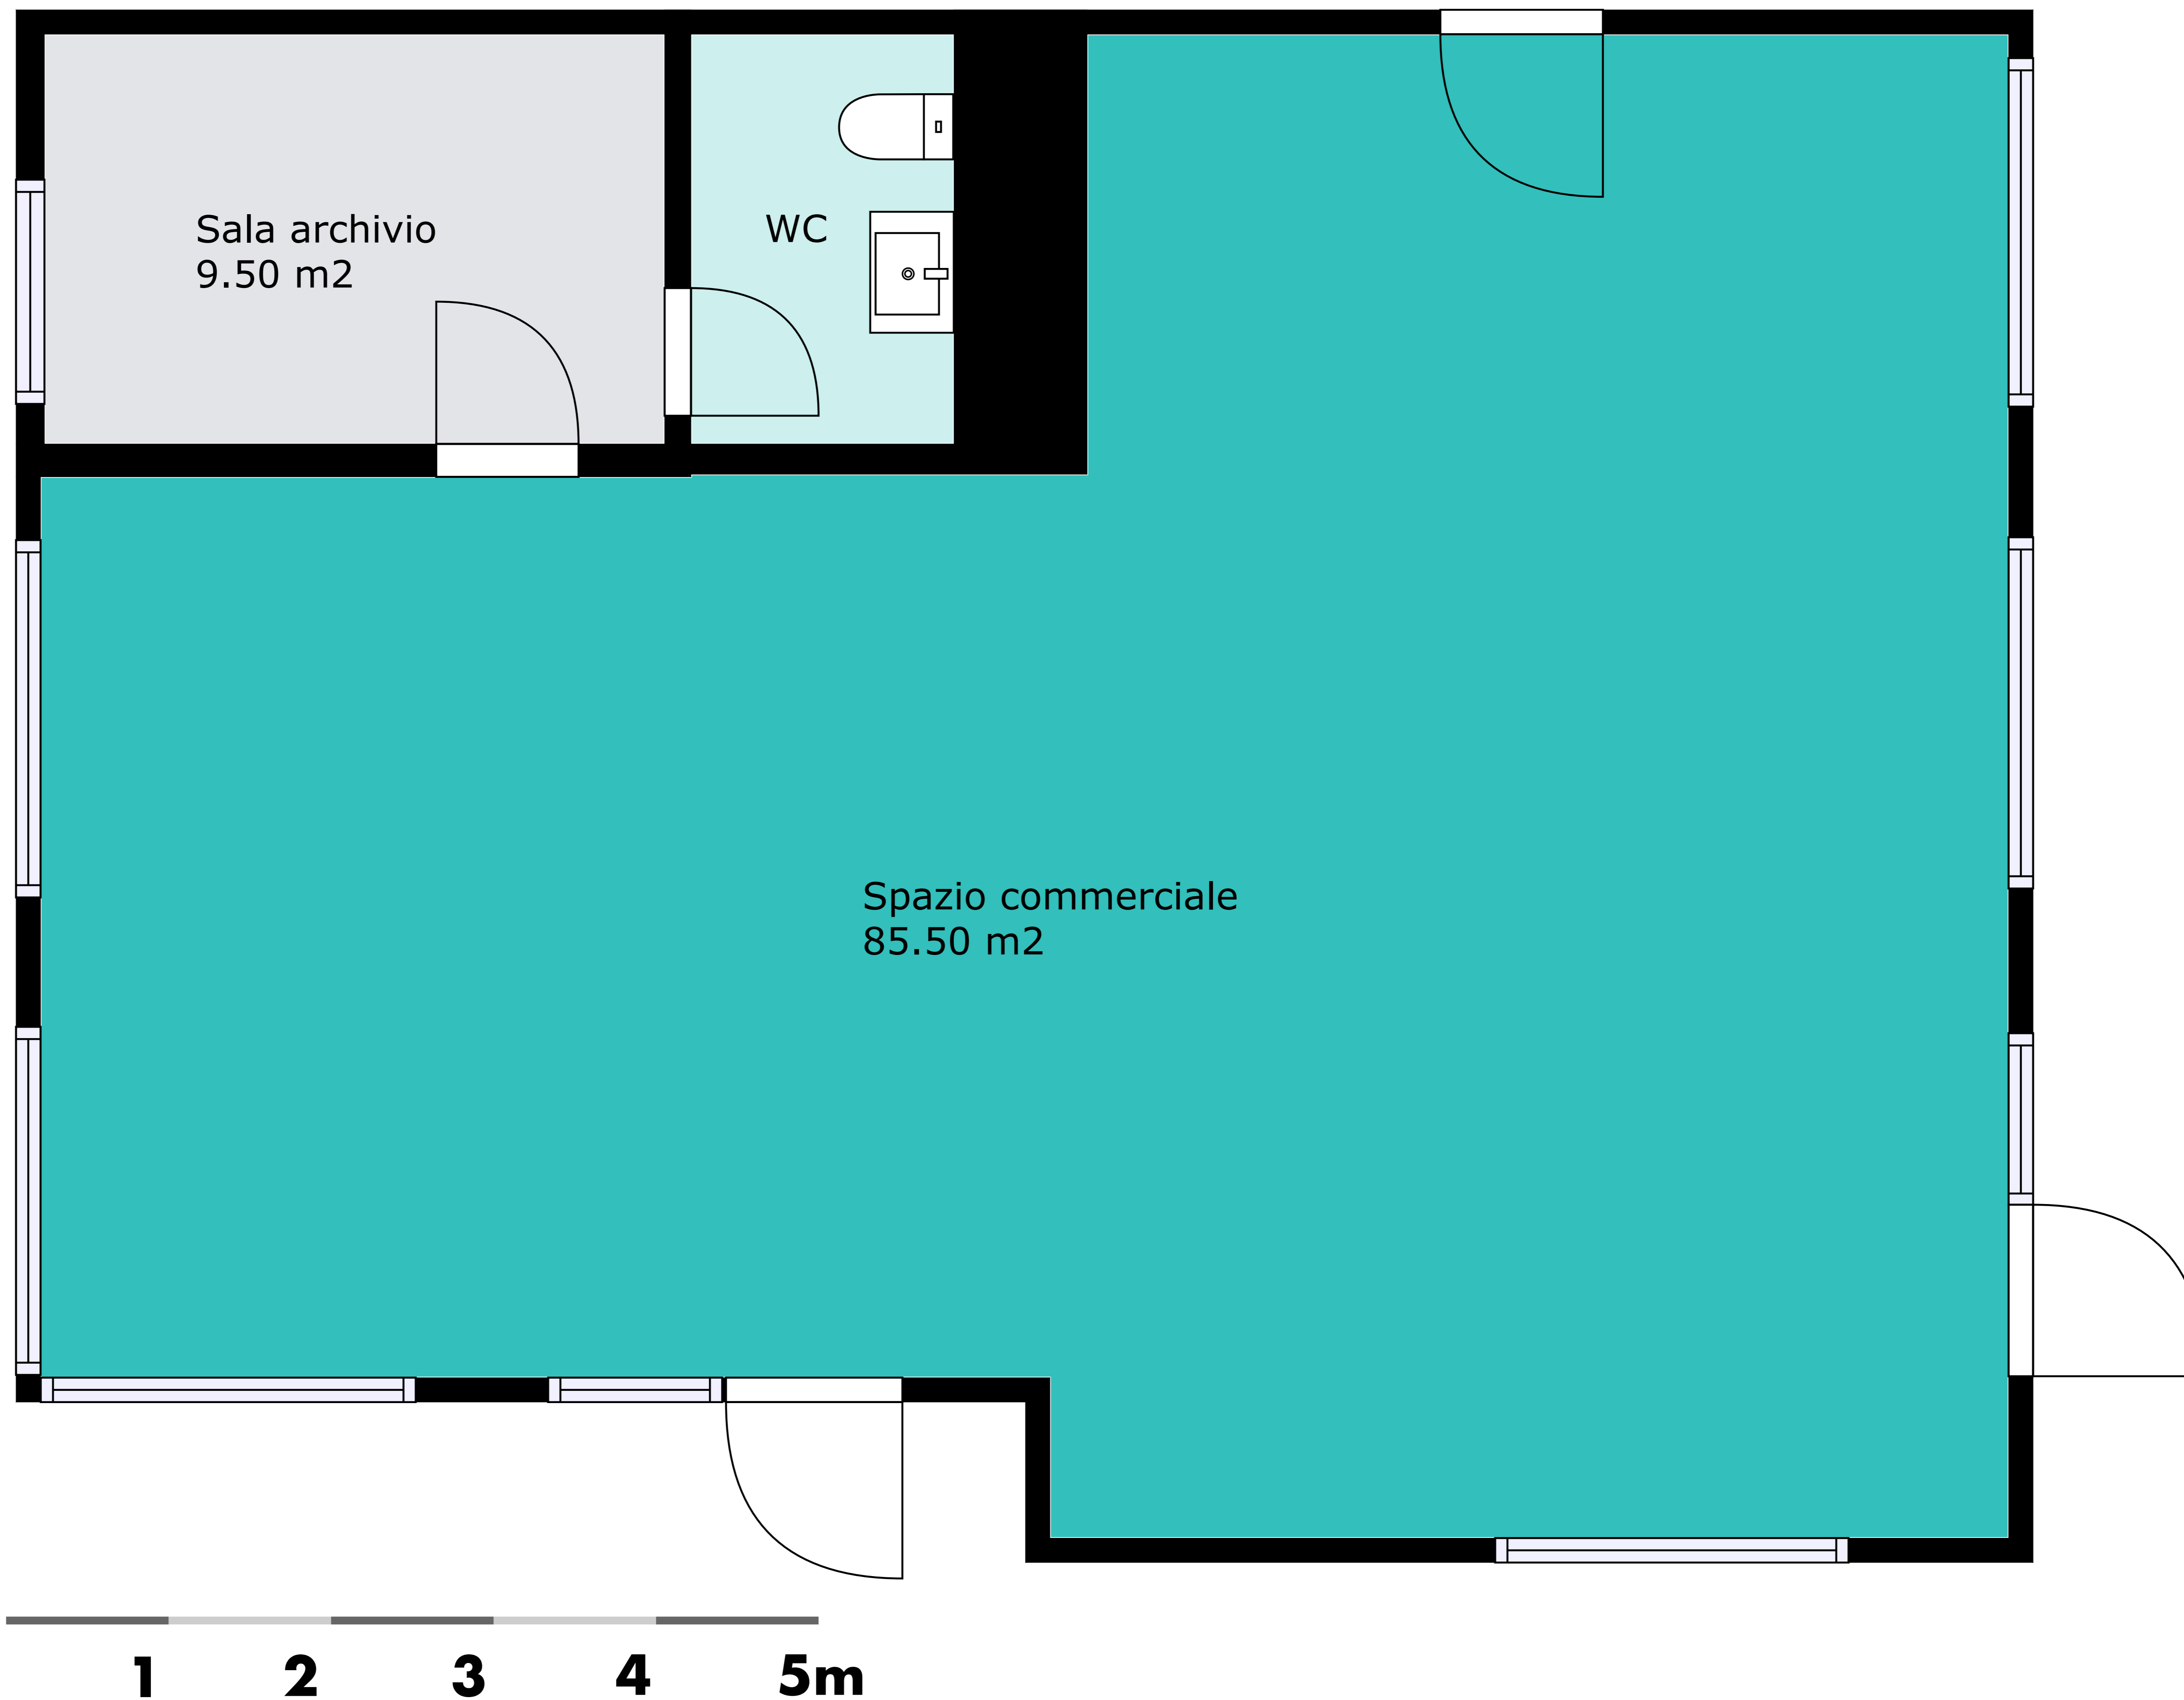 Sala archivio
9.50 m2
WC
Spazio commerciale
85.50 m2
1 2 3 4 5m